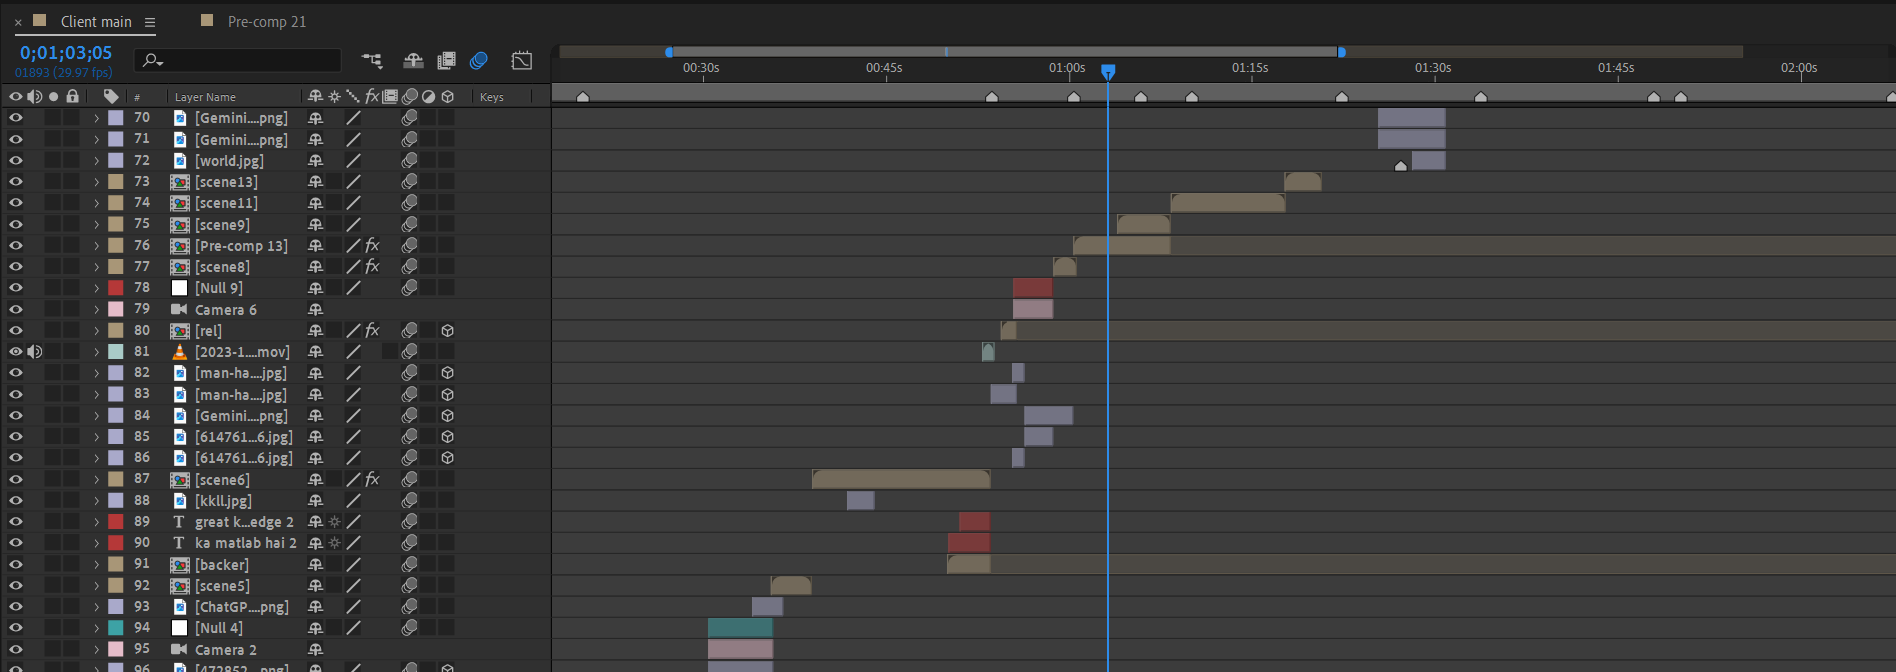 × Client main ☰ Pre-comp 21
0;01;03;05
01893 (29.97 fps)
00:30s 00:45s 01:00s 01:15s 01:30s 01:45s 02:00s
# Layer Name fx Keys
70 [Gemini....png]
71 [Gemini....png]
72 [world.jpg]
73 [scene13]
74 [scene11]
75 [scene9]
76 [Pre-comp 13] fx
77 [scene8] fx
78 [Null 9]
79 Camera 6
80 [rel] fx
81 [2023-1....mov]
82 [man-ha....jpg]
83 [man-ha....jpg]
84 [Gemini....png]
85 [614761...6.jpg]
86 [614761...6.jpg]
87 [scene6] fx
88 [kkll.jpg]
89 T great k...edge 2
90 T ka matlab hai 2
91 [backer]
92 [scene5]
93 [ChatGP....png]
94 [Null 4]
95 Camera 2
96 [472852...png]